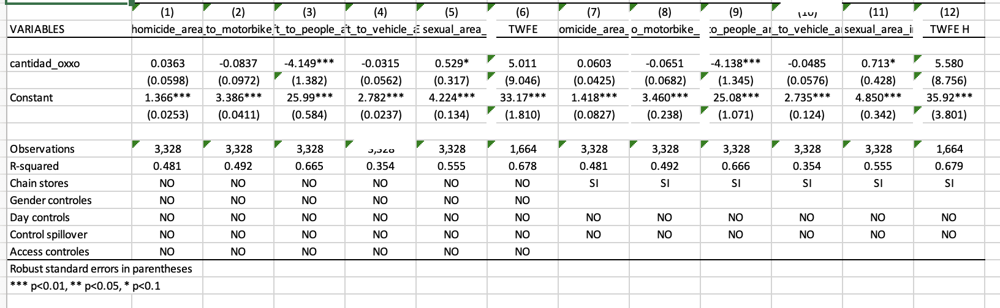 (1) (2) (3) (4) (5) (6) (7) (8) (9) (10) (11) (12)
VARIABLES homicide_area _to_motorbike ft_to_people_a ft_to_vehicle_a E sexual_area_ TWFE omicide_area_ o_motorbike_ to_people_ar _to_vehicle_a sexual_area_i TWFE H
cantidad_oxxo 0.0363 -0.0837 -4.149*** -0.0315 0.529* 5.011 0.0603 -0.0651 -4.138*** -0.0485 0.713* 5.580
(0.0598) (0.0972) (1.382) (0.0562) (0.317) (9.046) (0.0425) (0.0682) (1.345) (0.0576) (0.428) (8.756)
Constant 1.366*** 3.386*** 25.99*** 2.782*** 4.224*** 33.17*** 1.418*** 3.460*** 25.08*** 2.735*** 4.850*** 35.92***
(0.0253) (0.0411) (0.584) (0.0237) (0.134) (1.810) (0.0827) (0.238) (1.071) (0.124) (0.342) (3.801)
Observations 3,328 3,328 3,328 3,328 3,328 1,664 3,328 3,328 3,328 3,328 3,328 1,664
R-squared 0.481 0.492 0.665 0.354 0.555 0.678 0.481 0.492 0.666 0.354 0.555 0.679
Chain stores NO NO NO NO NO NO SI SI SI SI SI SI
Gender controles NO NO NO NO NO NO
Day controls NO NO NO NO NO NO NO NO NO NO NO NO
Control spillover NO NO NO NO NO NO NO NO NO NO NO NO
Access controles NO NO NO NO NO NO
Robust standard errors in parentheses
*** p<0.01, ** p<0.05, * p<0.1